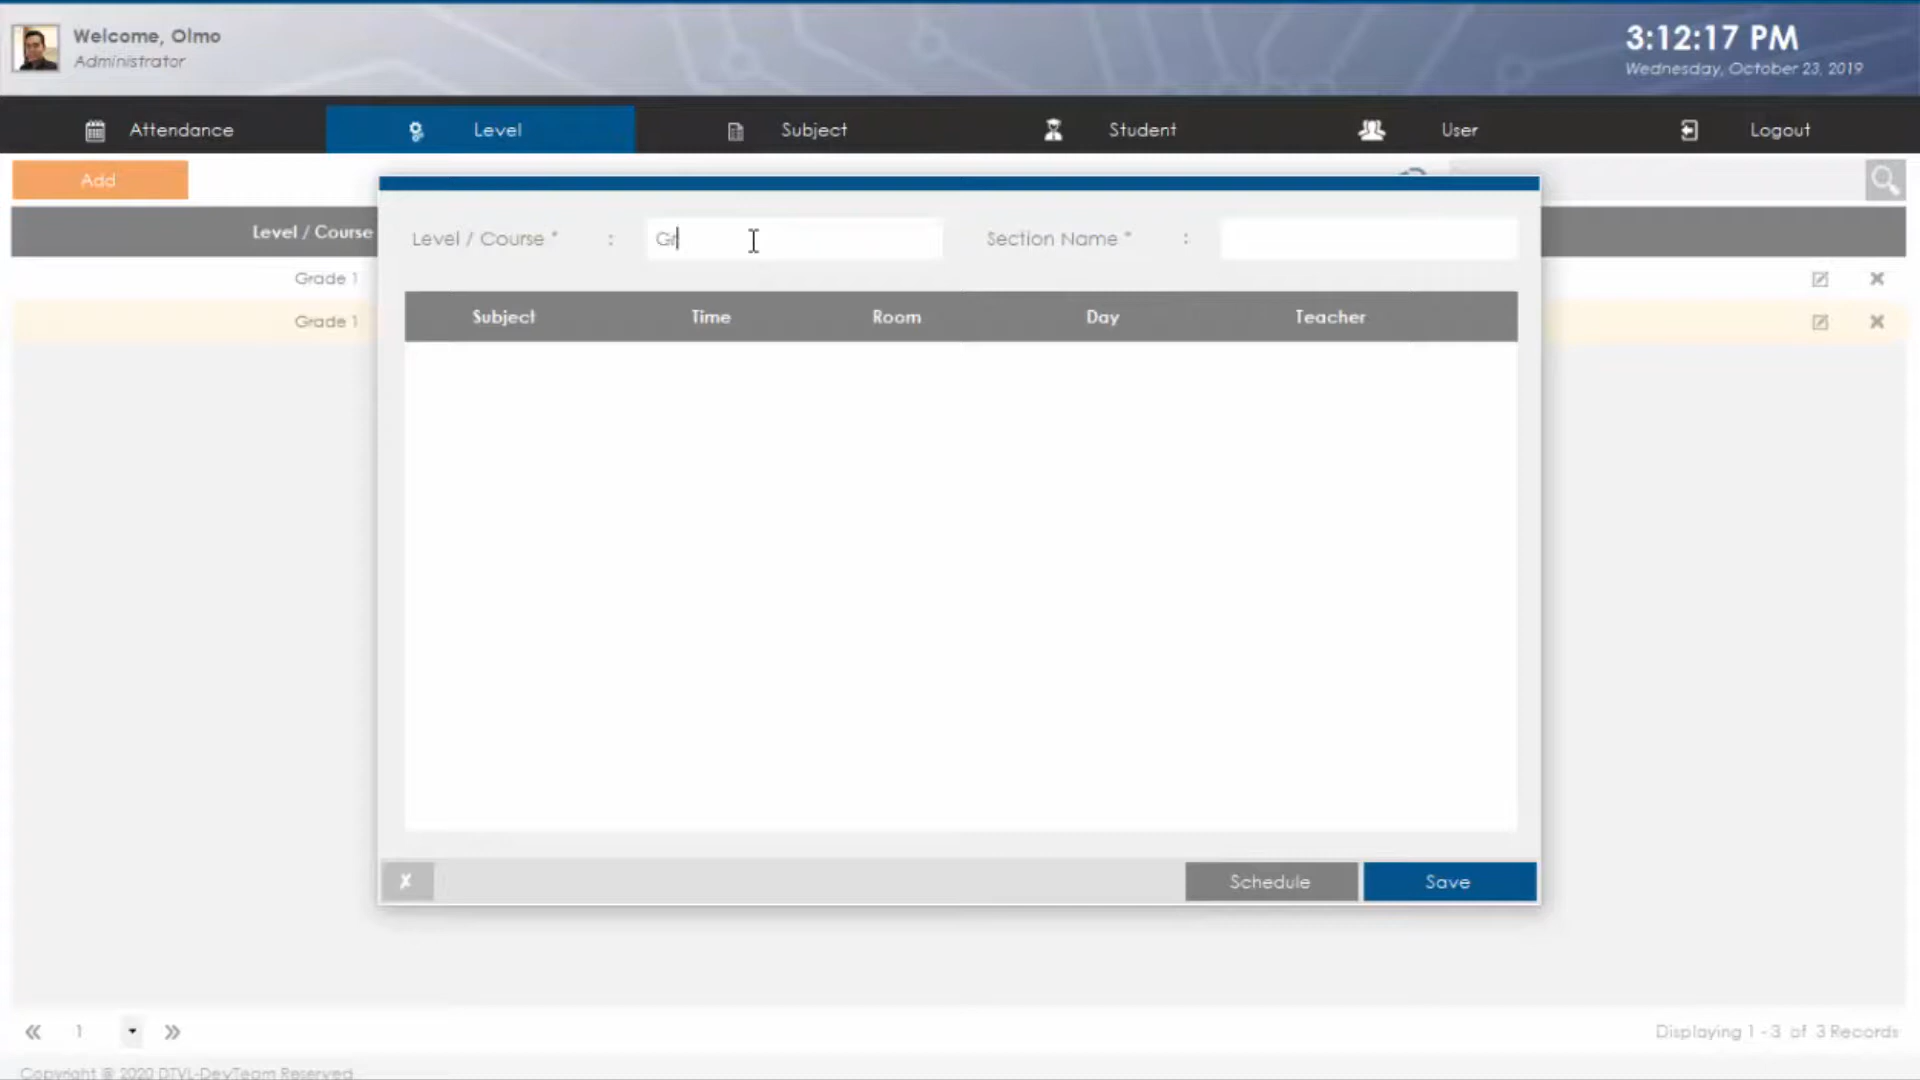 Welcome, Olmo
Administrator
3:12:17 PM
Wednesday, October 23, 2019
Attendance
Level
Subject
Student
User
Logout
Add
Level / Course
Level / Course * :
Gr
Section Name * :
Grade 1
Grade 1
Subject Time Room Day Teacher
Schedule
Save
1
Displaying 1 - 3 of 3 Records
Copyright @ 2020 DTVL-DevTeam Reserved